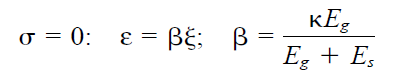 σ = 0: ε = βξ; β = κE_g / (E_g + E_s)